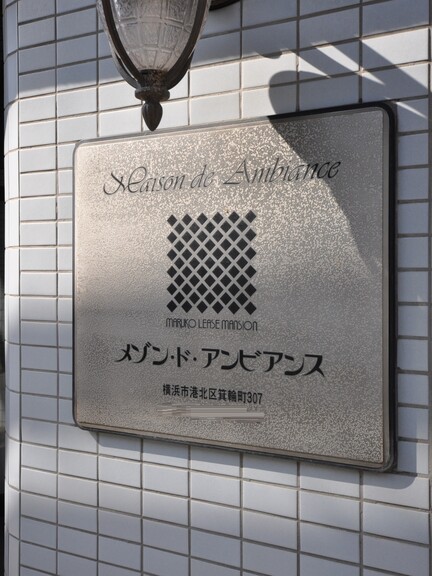 Maison de Ambiance
MARUKO LEASE MANSION
メゾン・ド・アンビアンス
横浜市港北区箕輪町307